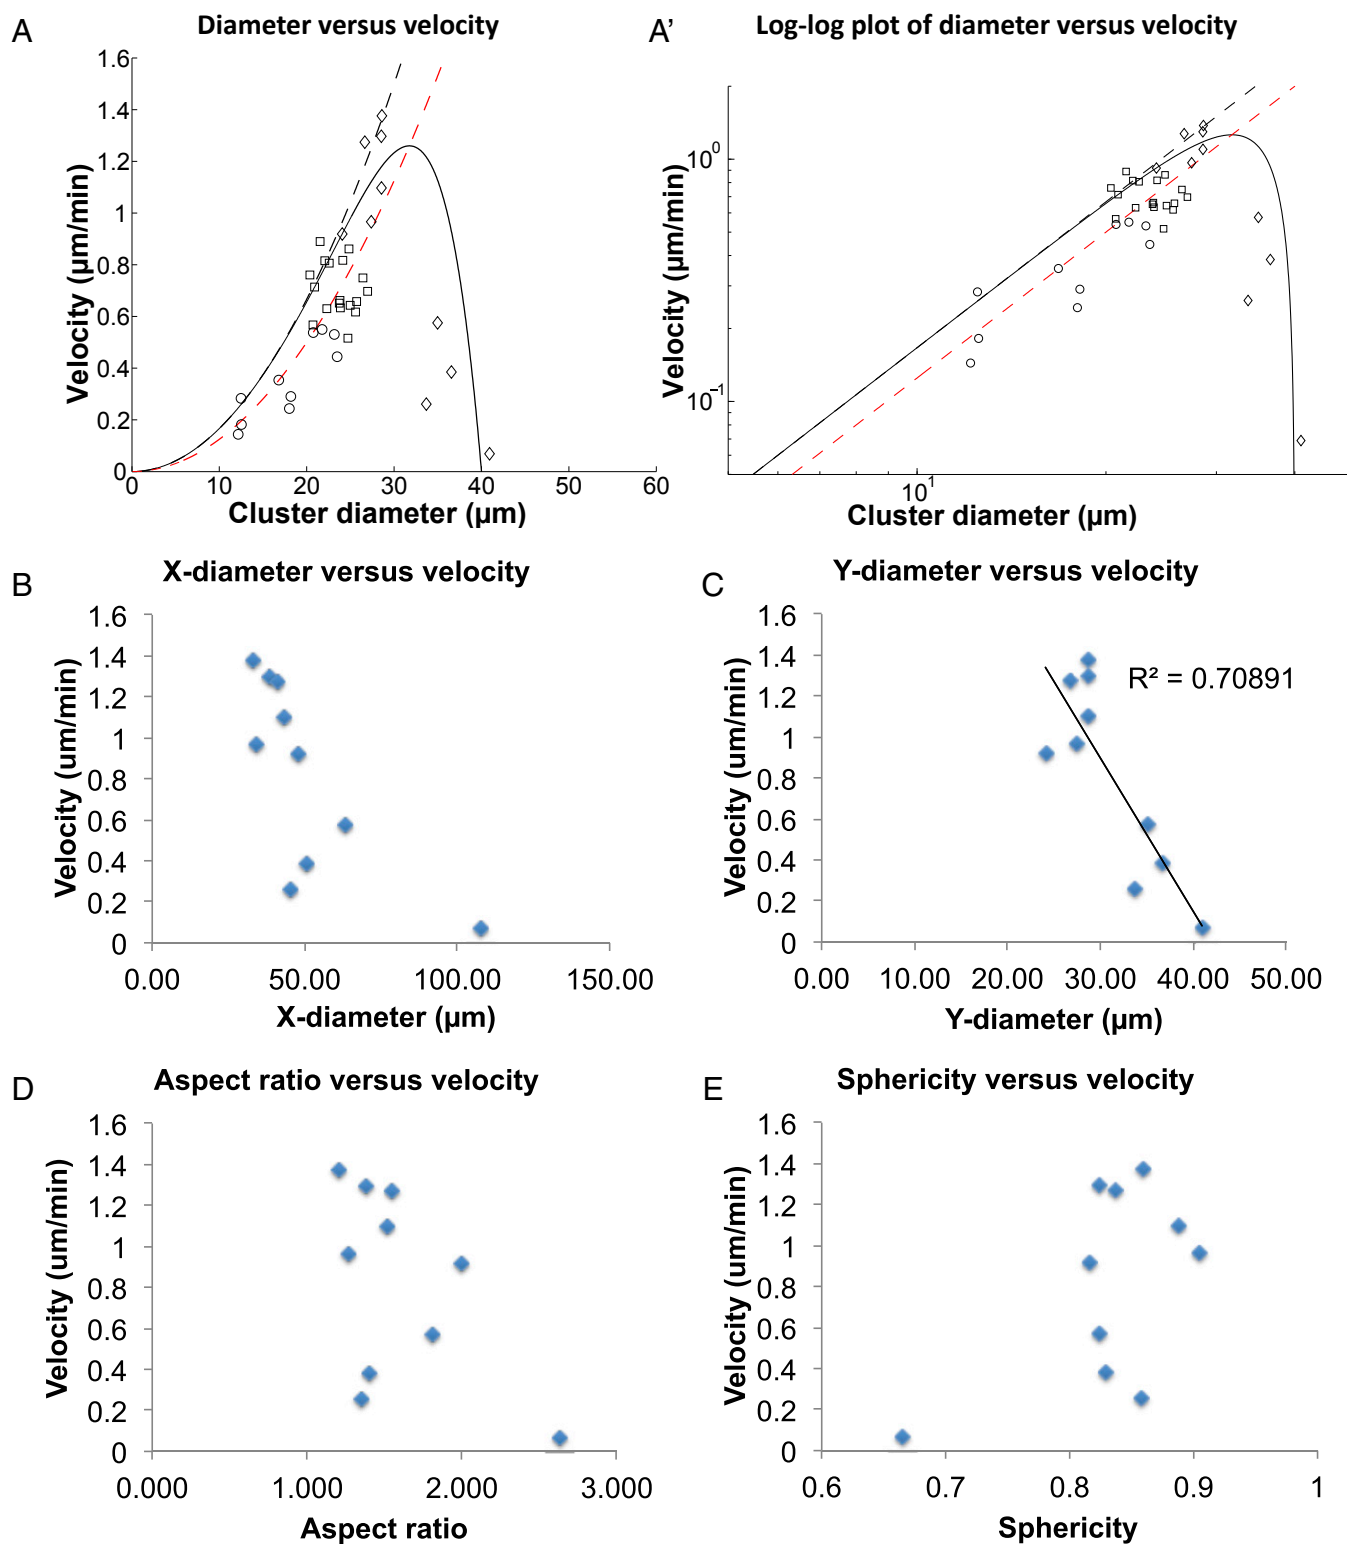 A
Diameter versus velocity
1.6
1.4
1.2
1
0.8
0.6
0.4
0.2
0
Velocity (µm/min)
0 10 20 30 40 50 60
Cluster diameter (µm)
A'
Log-log plot of diameter versus velocity
10⁰
10⁻¹
Velocity (µm/min)
10¹
Cluster diameter (µm)
B
X-diameter versus velocity
1.6
1.4
1.2
1
0.8
0.6
0.4
0.2
0
Velocity (um/min)
0.00 50.00 100.00 150.00
X-diameter (µm)
C
Y-diameter versus velocity
1.6
1.4
1.2
1
0.8
0.6
0.4
0.2
0
Velocity (um/min)
R² = 0.70891
0.00 10.00 20.00 30.00 40.00 50.00
Y-diameter (µm)
D
Aspect ratio versus velocity
1.6
1.4
1.2
1
0.8
0.6
0.4
0.2
0
Velocity (um/min)
0.000 1.000 2.000 3.000
Aspect ratio
E
Sphericity versus velocity
1.6
1.4
1.2
1
0.8
0.6
0.4
0.2
0
Velocity (um/min)
0.6 0.7 0.8 0.9 1
Sphericity